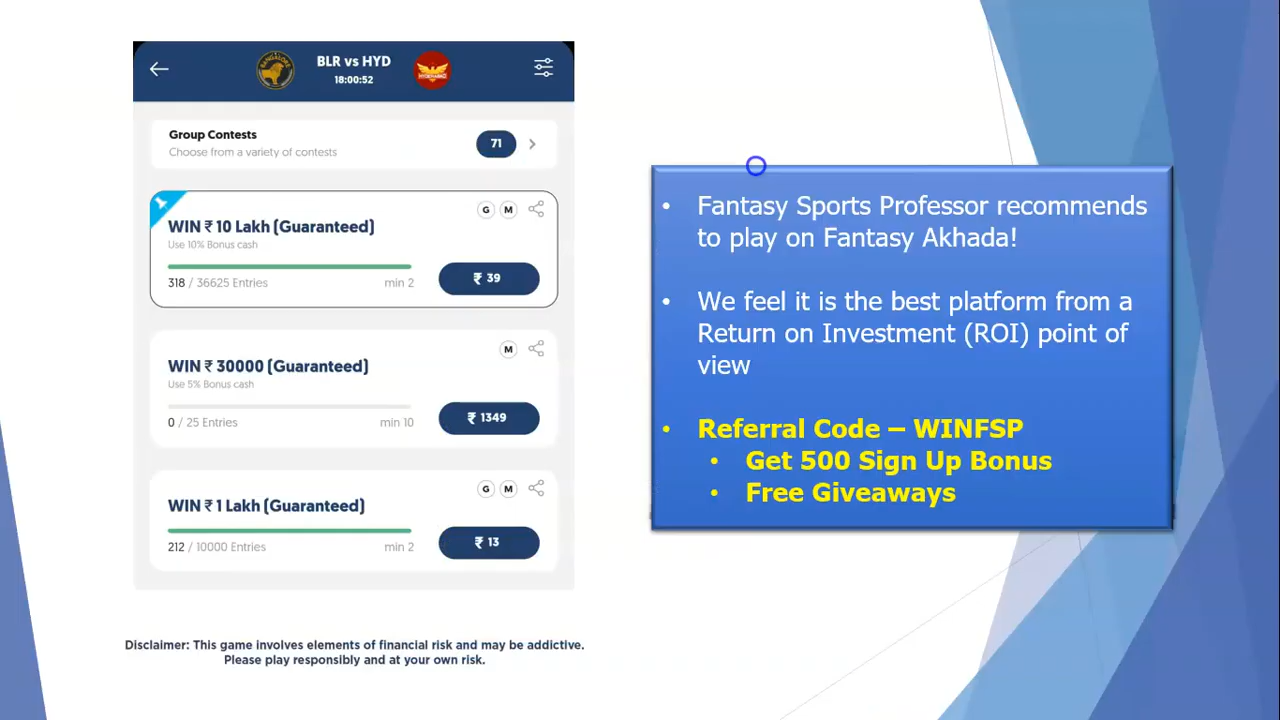 BLR vs HYD
18:00:52
BANGALORE
HYDERABAD
Group Contests
71
Choose from a variety of contests
G M
WIN ₹ 10 Lakh (Guaranteed)
Use 10% Bonus cash
₹ 39
318 / 36625 Entries min 2
M
WIN ₹ 30000 (Guaranteed)
Use 5% Bonus cash
₹ 1349
0 / 25 Entries min 10
G M
WIN ₹ 1 Lakh (Guaranteed)
₹ 13
212 / 10000 Entries min 2
Disclaimer: This game involves elements of financial risk and may be addictive.
Please play responsibly and at your own risk.
• Fantasy Sports Professor recommends
to play on Fantasy Akhada!
• We feel it is the best platform from a
Return on Investment (ROI) point of
view
• Referral Code – WINFSP
• Get 500 Sign Up Bonus
• Free Giveaways